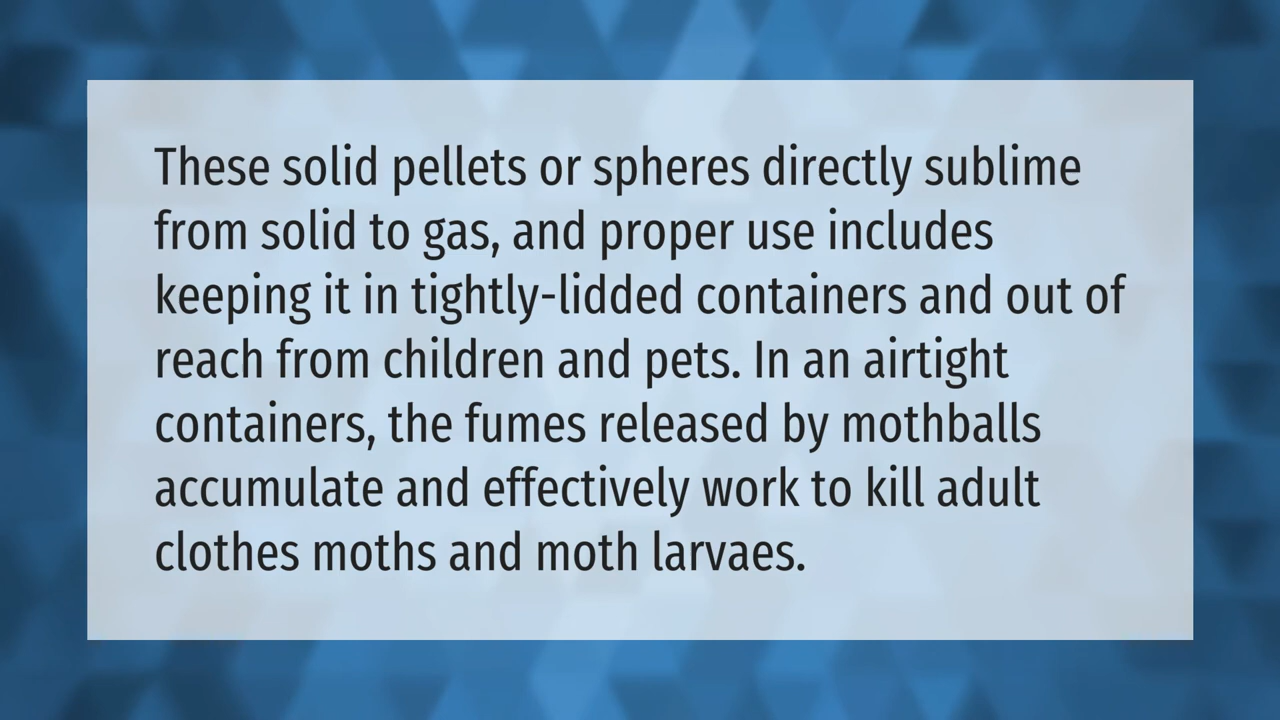 These solid pellets or spheres directly sublime
from solid to gas, and proper use includes
keeping it in tightly-lidded containers and out of
reach from children and pets. In an airtight
containers, the fumes released by mothballs
accumulate and effectively work to kill adult
clothes moths and moth larvaes.